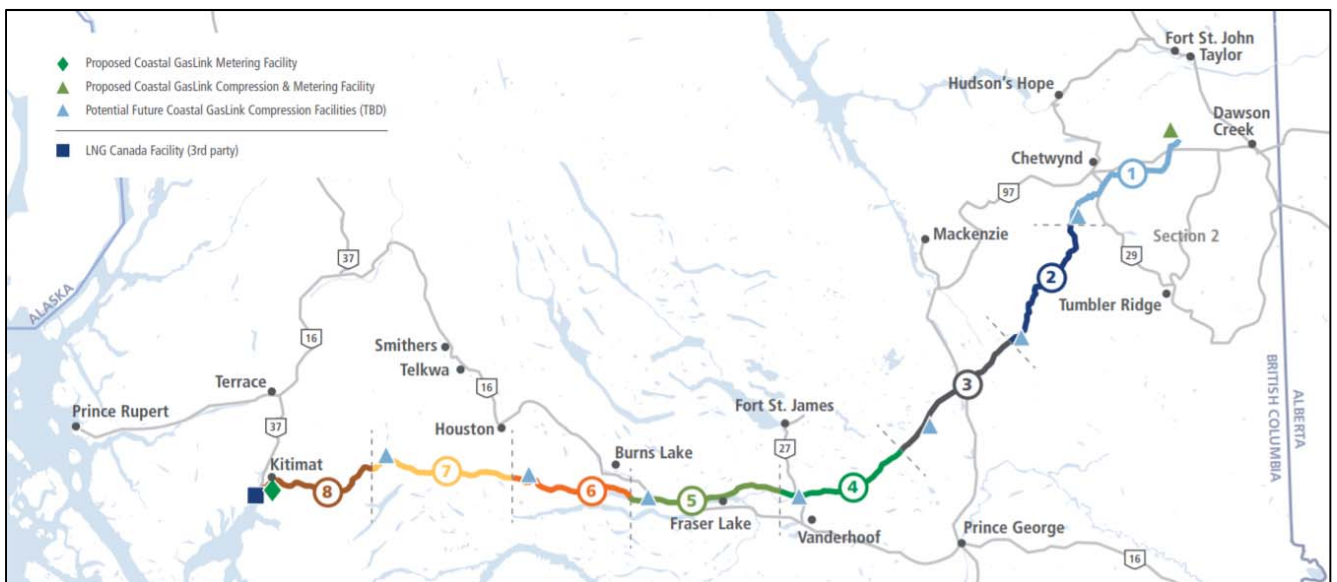 Proposed Coastal GasLink Metering Facility
Proposed Coastal GasLink Compression & Metering Facility
Potential Future Coastal GasLink Compression Facilities (TBD)
LNG Canada Facility (3rd party)
Fort St. John
Taylor
Hudson's Hope
Dawson
Creek
Chetwynd
1
97
Mackenzie
Section 2
29
2
Tumbler Ridge
37
ALASKA
16
Smithers
Telkwa
16
Terrace
37
Prince Rupert
Houston
Fort St. James
27
3
BRITISH COLUMBIA
ALBERTA
Kitimat
Burns Lake
8
7
6
5
4
Fraser Lake
Vanderhoof
Prince George
16